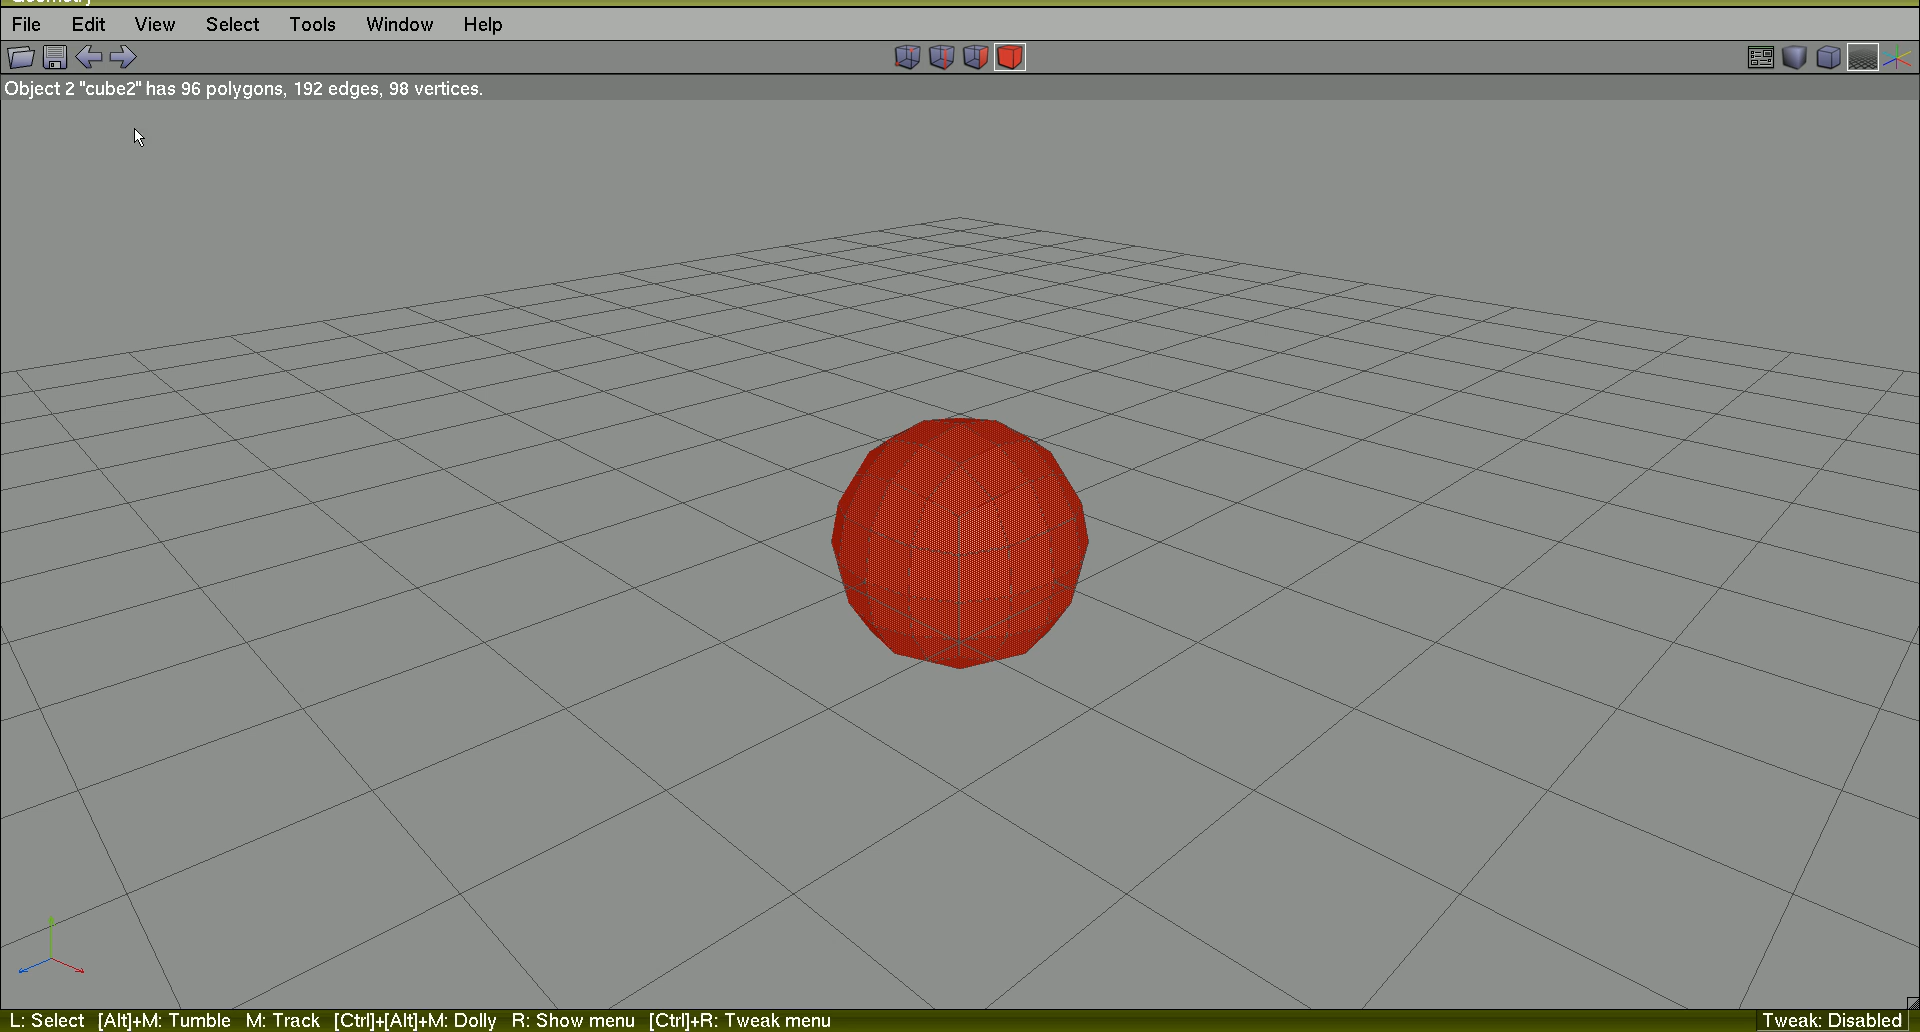 Geometry
File Edit View Select Tools Window Help
Object 2 "cube2" has 96 polygons, 192 edges, 98 vertices.
L: Select [Alt]+M: Tumble M: Track [Ctrl]+[Alt]+M: Dolly R: Show menu [Ctrl]+R: Tweak menu Tweak: Disabled